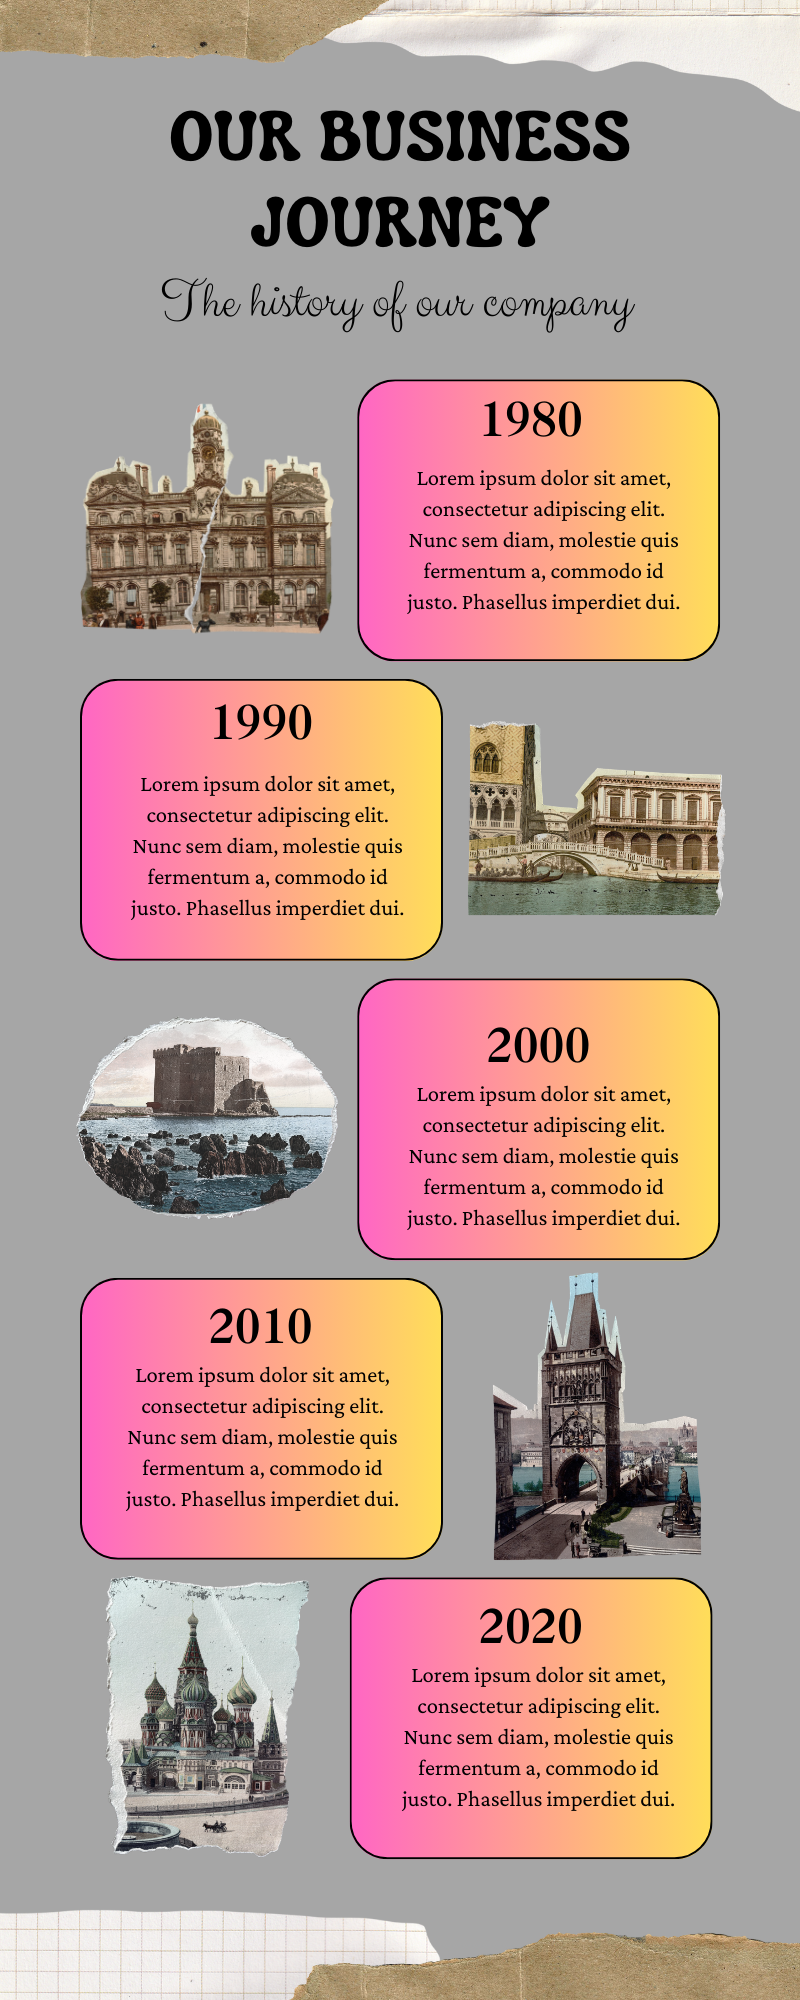 OUR BUSINESS
JOURNEY
The history of our company
1980
Lorem ipsum dolor sit amet,
consectetur adipiscing elit.
Nunc sem diam, molestie quis
fermentum a, commodo id
justo. Phasellus imperdiet dui.
1990
Lorem ipsum dolor sit amet,
consectetur adipiscing elit.
Nunc sem diam, molestie quis
fermentum a, commodo id
justo. Phasellus imperdiet dui.
2000
Lorem ipsum dolor sit amet,
consectetur adipiscing elit.
Nunc sem diam, molestie quis
fermentum a, commodo id
justo. Phasellus imperdiet dui.
2010
Lorem ipsum dolor sit amet,
consectetur adipiscing elit.
Nunc sem diam, molestie quis
fermentum a, commodo id
justo. Phasellus imperdiet dui.
2020
Lorem ipsum dolor sit amet,
consectetur adipiscing elit.
Nunc sem diam, molestie quis
fermentum a, commodo id
justo. Phasellus imperdiet dui.